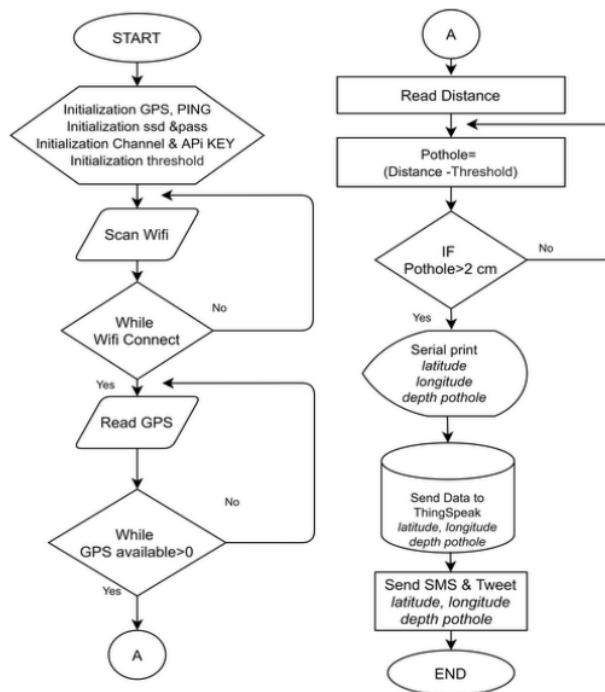 START
Initialization GPS, PING
Initialization ssd &pass
Initialization Channel & APi KEY
Initialization threshold
Scan Wifi
No
While
Wifi Connect
Yes
Read GPS
No
While
GPS available>0
Yes
A
A
Read Distance
Pothole=
(Distance -Threshold)
IF
Pothole>2 cm
No
Yes
Serial print
latitude
longitude
depth pothole
Send Data to
ThingSpeak
latitude, longitude
depth pothole
Send SMS & Tweet
latitude, longitude
depth pothole
END